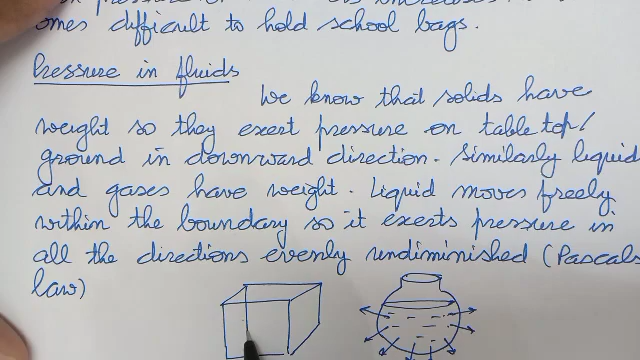 omes difficult to hold school bags.
Pressure in fluids
We know that solids have
weight so they exert pressure on table top/
ground in downward direction. Similarly liquid
and gases have weight. Liquid moves freely
within the boundary so it exerts pressure in
all the directions evenly undiminished (Pascals
law)